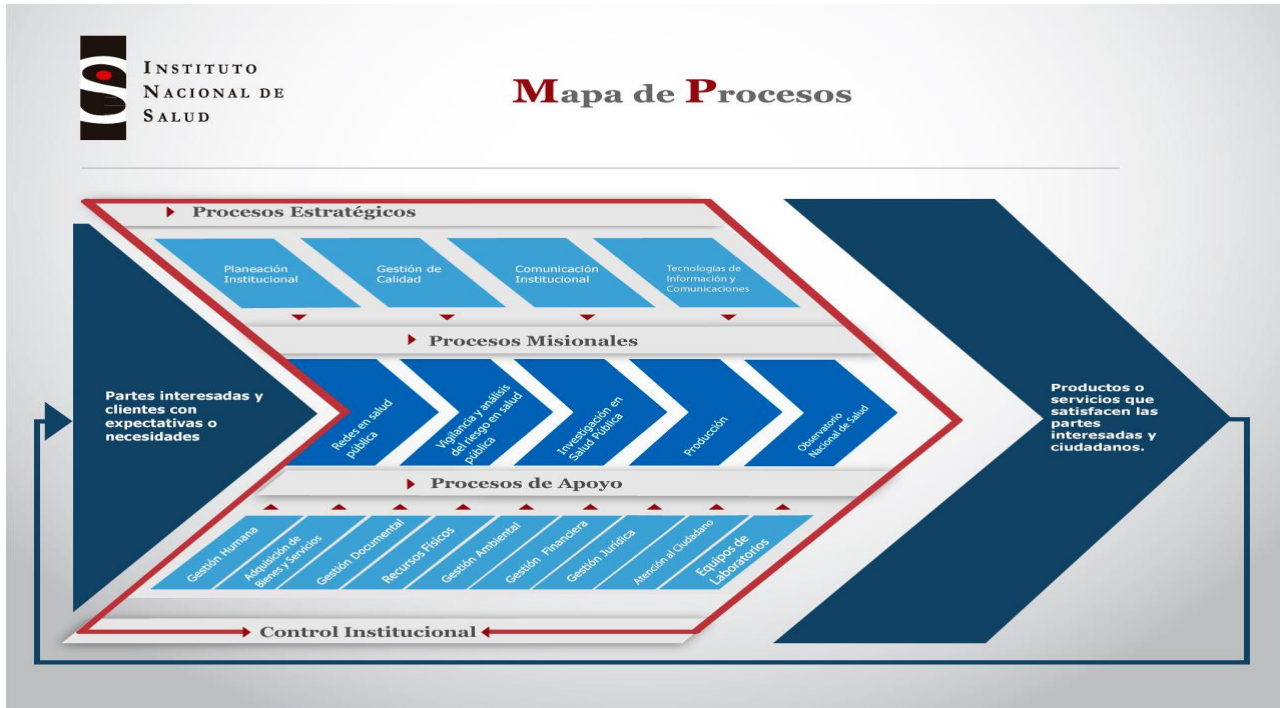 INSTITUTO
NACIONAL DE
SALUD
Mapa de Procesos
Procesos Estratégicos
Planeación
Institucional
Gestión de
Calidad
Comunicación
Institucional
Tecnologías de
Información y
Comunicaciones
Procesos Misionales
Partes interesadas y
clientes con
expectativas o
necesidades
Redes en salud
pública
Vigilancia y análisis
del riesgo en salud
pública
Investigación en
Salud Pública
Producción
Observatorio
Nacional de Salud
Productos o
servicios que
satisfacen las
partes
interesadas y
ciudadanos.
Procesos de Apoyo
Gestión Humana
Adquisición de
Bienes y Servicios
Gestión Documental
Recursos Físicos
Gestión Ambiental
Gestión Financiera
Gestión Jurídica
Atención al Ciudadano
Equipos de
Laboratorios
Control Institucional